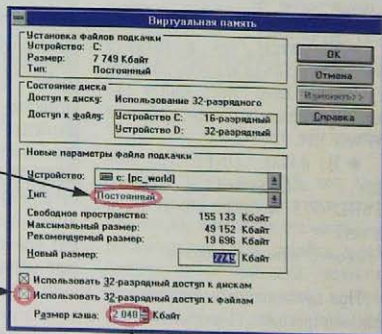 Виртуальная память
Установка файлов подкачки
Устройство: C:
Размер: 7 749 Кбайт
Тип: Постоянный
OK
Отмена
Изменить>>
Справка
Состояние диска
Доступ к диску: Использование 32-разрядного
Доступ к файлу: Устройство C: 16-разрядный
Устройство D: 32-разрядный
Новые параметры файла подкачки
Устройство: c: [pc_world]
Тип: Постоянный
Свободное пространство: 155 133 Кбайт
Максимальный размер: 49 152 Кбайт
Рекомендуемый размер: 19 696 Кбайт
Новый размер: Кбайт
Использовать 32-разрядный доступ к дискам
Использовать 32-разрядный доступ к файлам
Размер кэша: 2 048 Кбайт